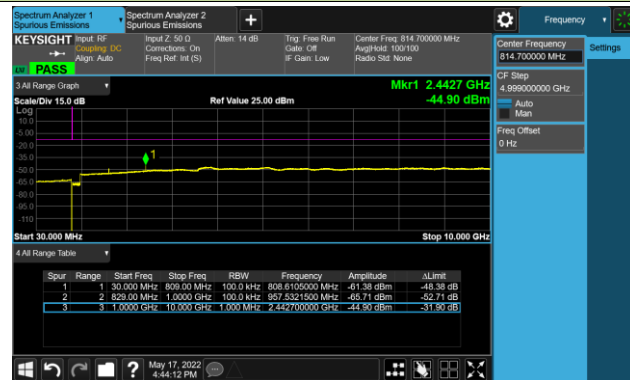 Spectrum Analyzer 1
Spurious Emissions
Spectrum Analyzer 2
Spurious Emissions
+
Frequency
KEYSIGHT
Input: RF
Coupling: DC
Align: Auto
Input Z: 50 Ω
Corrections: On
Freq Ref: Int (S)
Atten: 14 dB
Trig: Free Run
Gate: Off
IF Gain: Low
Center Freq: 814.700000 MHz
Avg|Hold: 100/100
Radio Std: None
PASS
Center Frequency
814.700000 MHz
Settings
CF Step
4.999000000 GHz
Auto
Man
Freq Offset
0 Hz
3 All Range Graph
Mkr1 2.4427 GHz
-44.90 dBm
Scale/Div 15.0 dB
Ref Value 25.00 dBm
Log
10.0
-5.00
-20.0
-35.0
-50.0
-65.0
-80.0
-95.0
-110
1
Start 30.000 MHz
Stop 10.000 GHz
4 All Range Table
Spur Range Start Freq Stop Freq RBW Frequency Amplitude ΔLimit
1 1 30.000 MHz 809.00 MHz 100.0 kHz 808.6105000 MHz -61.38 dBm -48.38 dB
2 2 829.00 MHz 1.0000 GHz 100.0 kHz 957.5321500 MHz -65.71 dBm -52.71 dB
3 3 1.0000 GHz 10.000 GHz 1.000 MHz 2.442700000 GHz -44.90 dBm -31.90 dB
?
May 17, 2022
4:44:12 PM